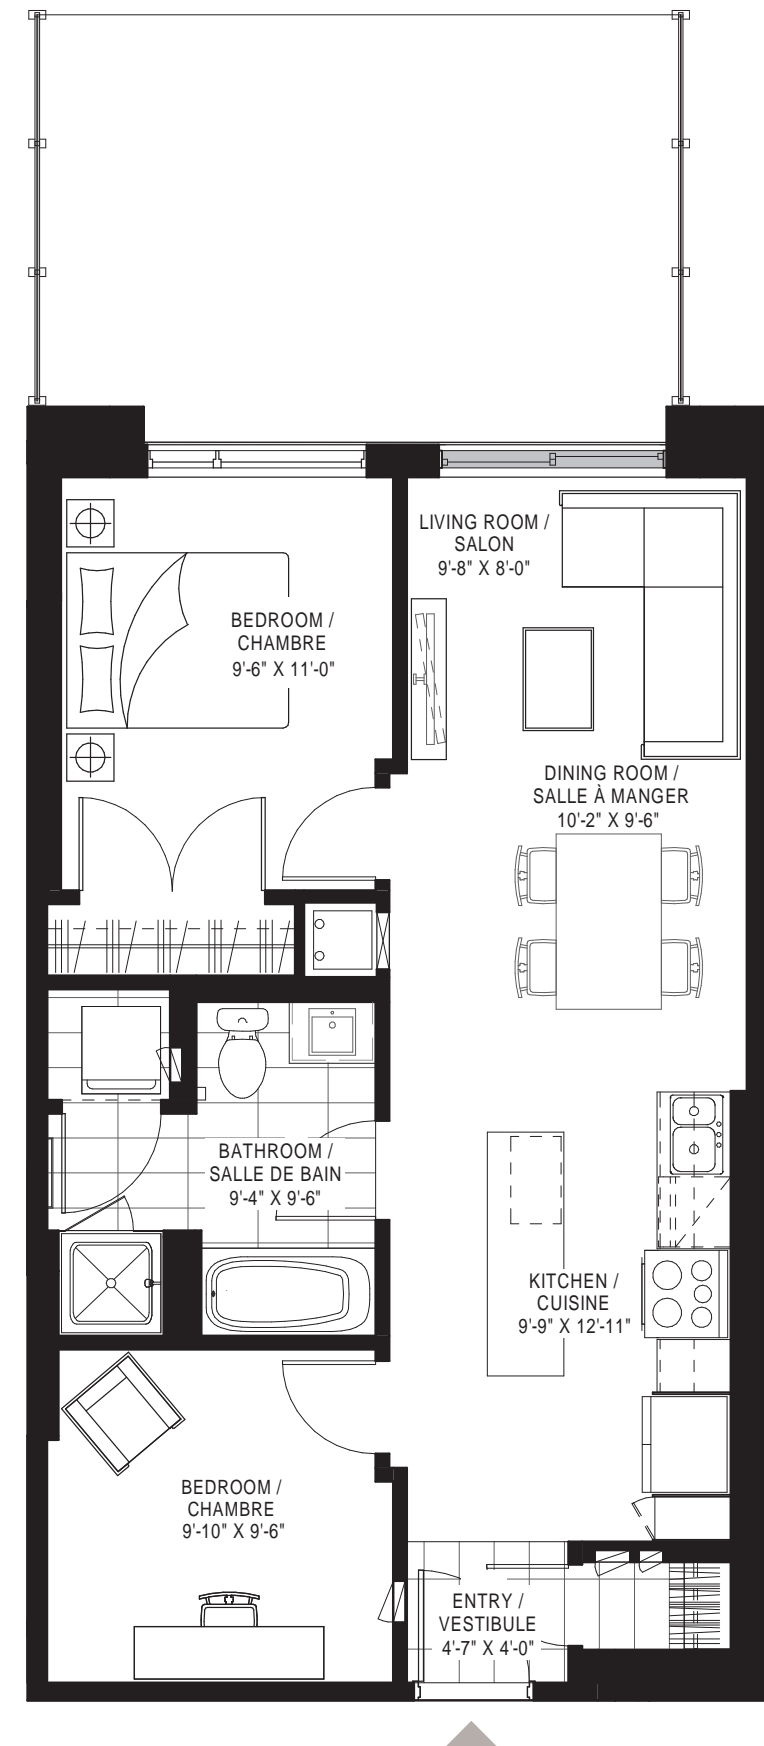 LIVING ROOM /
SALON
9'-8" X 8'-0"
BEDROOM /
CHAMBRE
9'-6" X 11'-0"
DINING ROOM /
SALLE À MANGER
10'-2" X 9'-6"
BATHROOM /
SALLE DE BAIN
9'-4" X 9'-6"
KITCHEN /
CUISINE
9'-9" X 12'-11"
BEDROOM /
CHAMBRE
9'-10" X 9'-6"
ENTRY /
VESTIBULE
4'-7" X 4'-0"